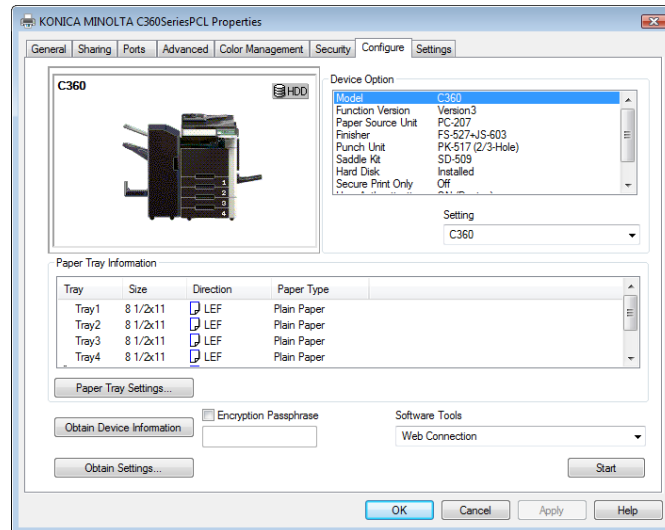 KONICA MINOLTA C360SeriesPCL Properties
General Sharing Ports Advanced Color Management Security Configure Settings
C360
HDD
1
2
3
4
Device Option
Model C360
Function Version Version3
Paper Source Unit PC-207
Finisher FS-527+JS-603
Punch Unit PK-517 (2/3-Hole)
Saddle Kit SD-509
Hard Disk Installed
Secure Print Only Off
Setting
C360
Paper Tray Information
Tray Size Direction Paper Type
Tray1 8 1/2x11 LEF Plain Paper
Tray2 8 1/2x11 LEF Plain Paper
Tray3 8 1/2x11 LEF Plain Paper
Tray4 8 1/2x11 LEF Plain Paper
Paper Tray Settings...
Obtain Device Information
Encryption Passphrase
Software Tools
Web Connection
Obtain Settings...
Start
OK Cancel Apply Help